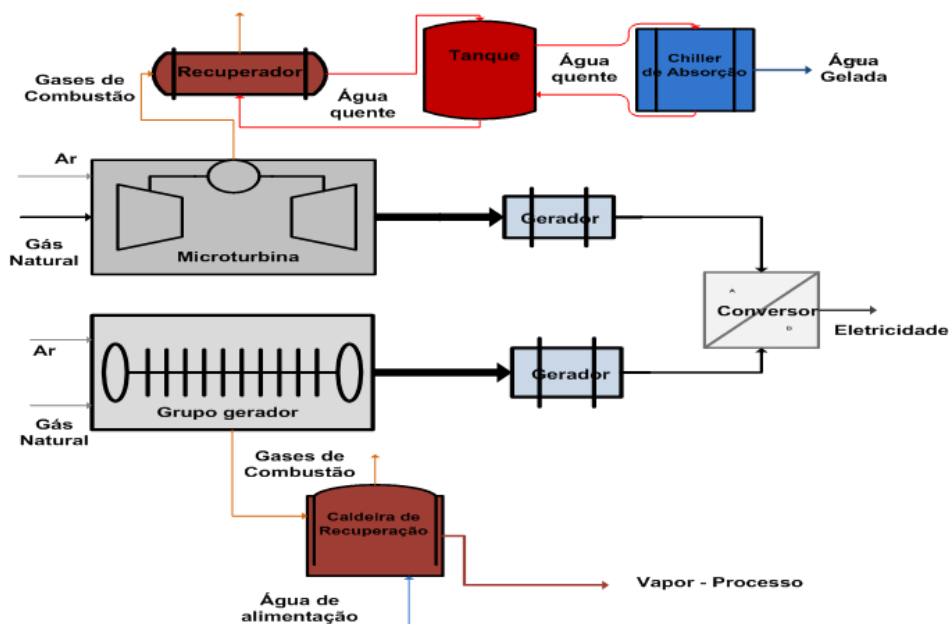 Recuperador
Tanque
Chiller
de Absorção
Gases de
Combustão
Água
quente
Água
quente
Água
Gelada
Ar
Gás
Natural
Microturbina
Gerador
A
Conversor
D
Eletricidade
Ar
Gás
Natural
Grupo gerador
Gerador
Gases de
Combustão
Caldeira de
Recuperação
Vapor - Processo
Água de
alimentação